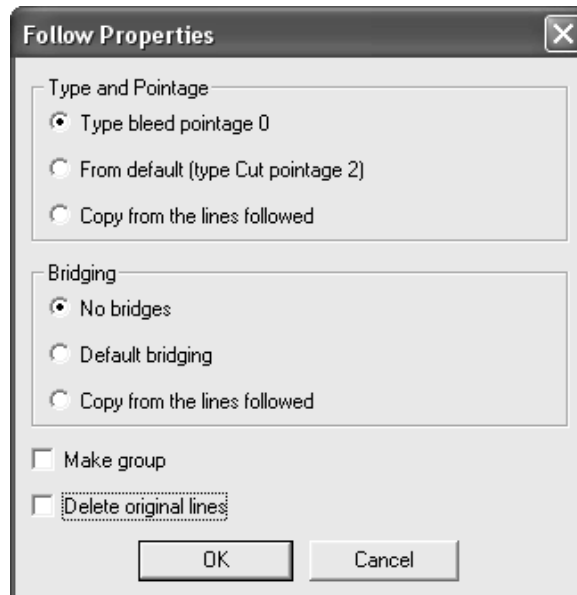 Follow Properties
Type and Pointage
Type bleed pointage 0
From default (type Cut pointage 2)
Copy from the lines followed
Bridging
No bridges
Default bridging
Copy from the lines followed
Make group
Delete original lines
OK Cancel